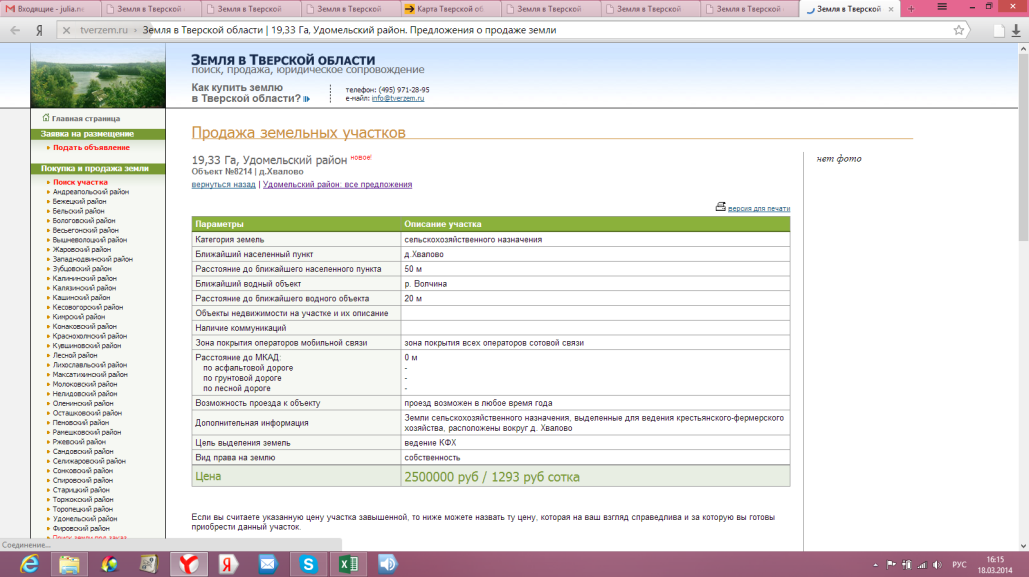 Входящие - julia.n
Земля в Тверской
Земля в Тверской
Земля в Тверской
Карта Тверской об
Земля в Тверской
Земля в Тверской
Земля в Тверской
Земля в Тверской
tverzem.ru › Земля в Тверской области | 19,33 Га, Удомельский район. Предложения о продаже земли
ЗЕМЛЯ В ТВЕРСКОЙ ОБЛАСТИ
поиск, продажа, юридическое сопровождение
Как купить землю
в Тверской области?
телефон: (495) 971-28-95
е-майл: info@tverzem.ru
Главная страница
Заявка на размещение
Подать объявление
Покупка и продажа земли
Поиск участка
Андреапольский район
Бежецкий район
Бельский район
Бологовский район
Весьегонский район
Вышневолоцкий район
Жарковский район
Западнодвинский район
Зубцовский район
Калининский район
Калязинский район
Кашинский район
Кесовогорский район
Кимрский район
Конаковский район
Краснохолмский район
Кувшиновский район
Лесной район
Лихославльский район
Максатихинский район
Молоковский район
Нелидовский район
Оленинский район
Осташковский район
Пеновский район
Рамешковский район
Ржевский район
Сандовский район
Селижаровский район
Сонковский район
Спировский район
Старицкий район
Торжокский район
Торопецкий район
Удомельский район
Фировский район
Поиск земли под заказ
Продажа земельных участков
19,33 Га, Удомельский район новое!
Объект №8214 | д.Хвалово
вернуться назад | Удомельский район: все предложения
версия для печати
Параметры Описание участка
Категория земель сельскохозяйственного назначения
Ближайший населенный пункт д.Хвалово
Расстояние до ближайшего населенного пункта 50 м
Ближайший водный объект р. Волчина
Расстояние до ближайшего водного объекта 20 м
Объекты недвижимости на участке и их описание
Наличие коммуникаций
Зона покрытия операторов мобильной связи зона покрытия всех операторов сотовой связи
Расстояние до МКАД: 0 м
по асфальтовой дороге -
по грунтовой дороге -
по лесной дороге -
Возможность проезда к объекту проезд возможен в любое время года
Дополнительная информация Земли сельскохозяйственного назначения, выделенные для ведения крестьянско-фермерского
хозяйства, расположены вокруг д. Хвалово
Цель выделения земель ведение КФХ
Вид права на землю собственность
Цена 2500000 руб / 1293 руб сотка
Если вы считаете указанную цену участка завышенной, то ниже можете назвать ту цену, которая на ваш взгляд справедлива и за которую вы готовы
приобрести данный участок.
нет фото
Соединение...
РУС
16:15
18.03.2014